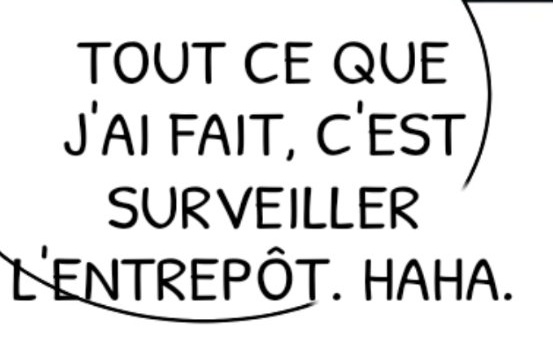 TOUT CE QUE
J'AI FAIT, C'EST
SURVEILLER
L'ENTREPÔT. HAHA.